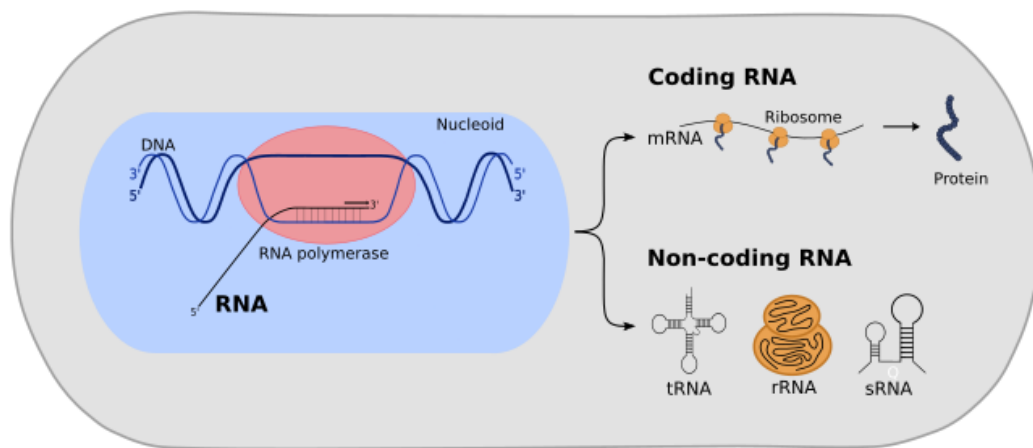 Nucleoid
DNA
3'
5'
5'
3'
3'
RNA polymerase
5'
RNA
Coding RNA
mRNA
Ribosome
Protein
Non-coding RNA
tRNA
rRNA
sRNA